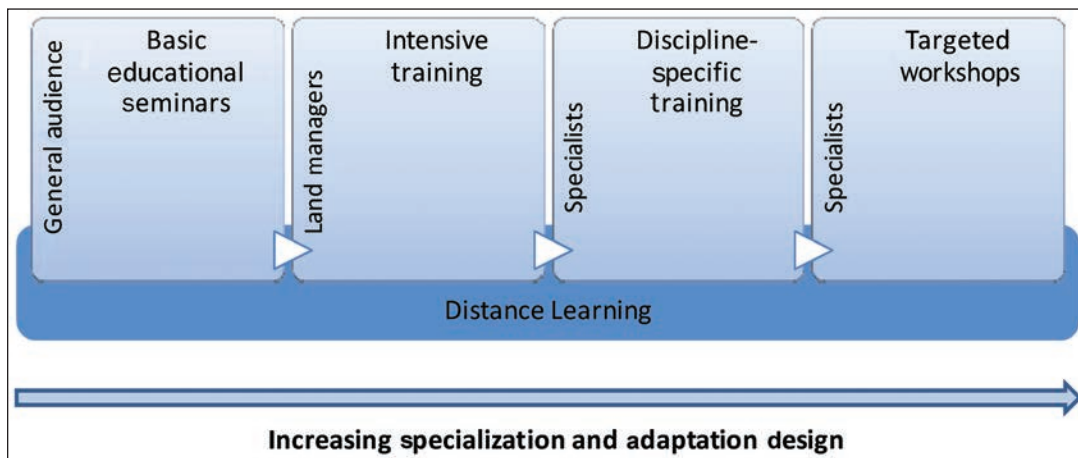 General audience
Basic
educational
seminars
Land managers
Intensive
training
Specialists
Discipline-
specific
training
Specialists
Targeted
workshops
Distance Learning
Increasing specialization and adaptation design